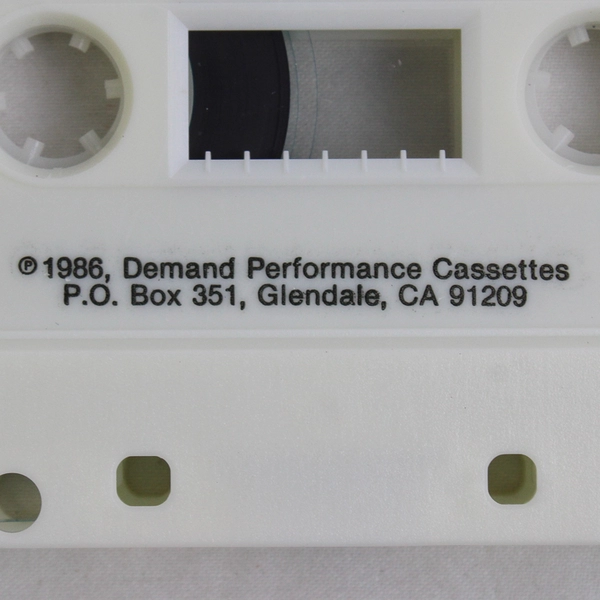 ℗1986, Demand Performance Cassettes
P.O. Box 351, Glendale, CA 91209